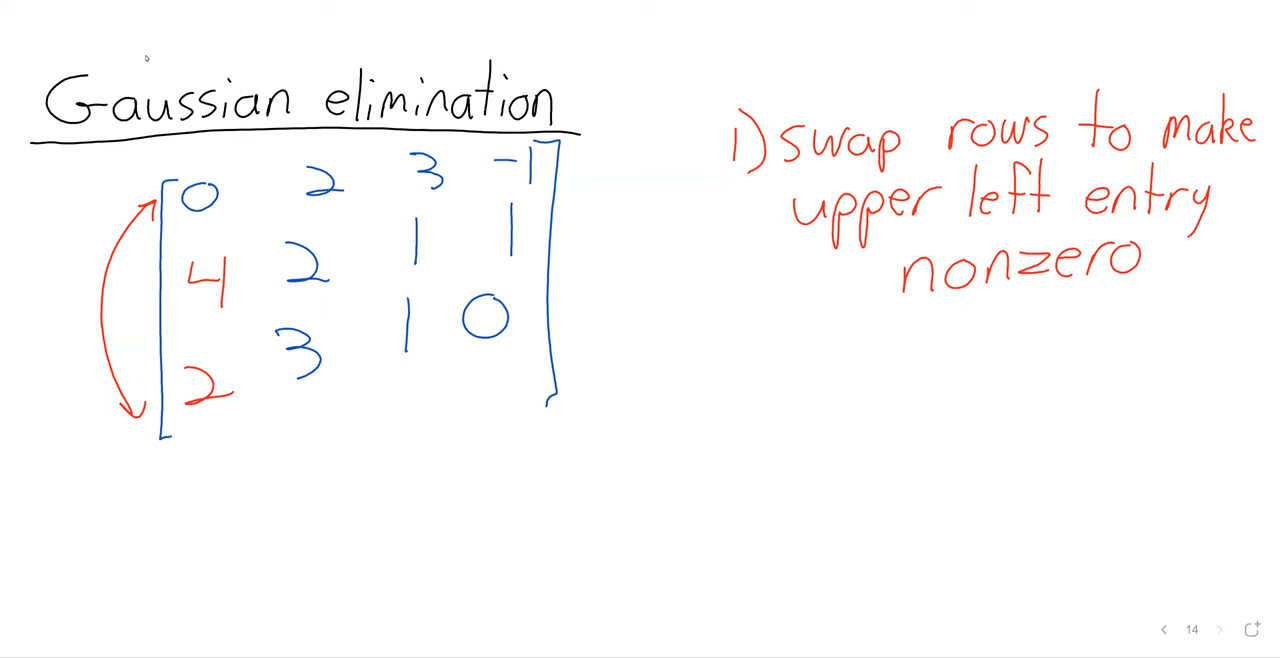 Gaussian elimination
0 2 3 -1
4 2 1 1
2 3 1 0
1) swap rows to make
upper left entry
nonzero
14